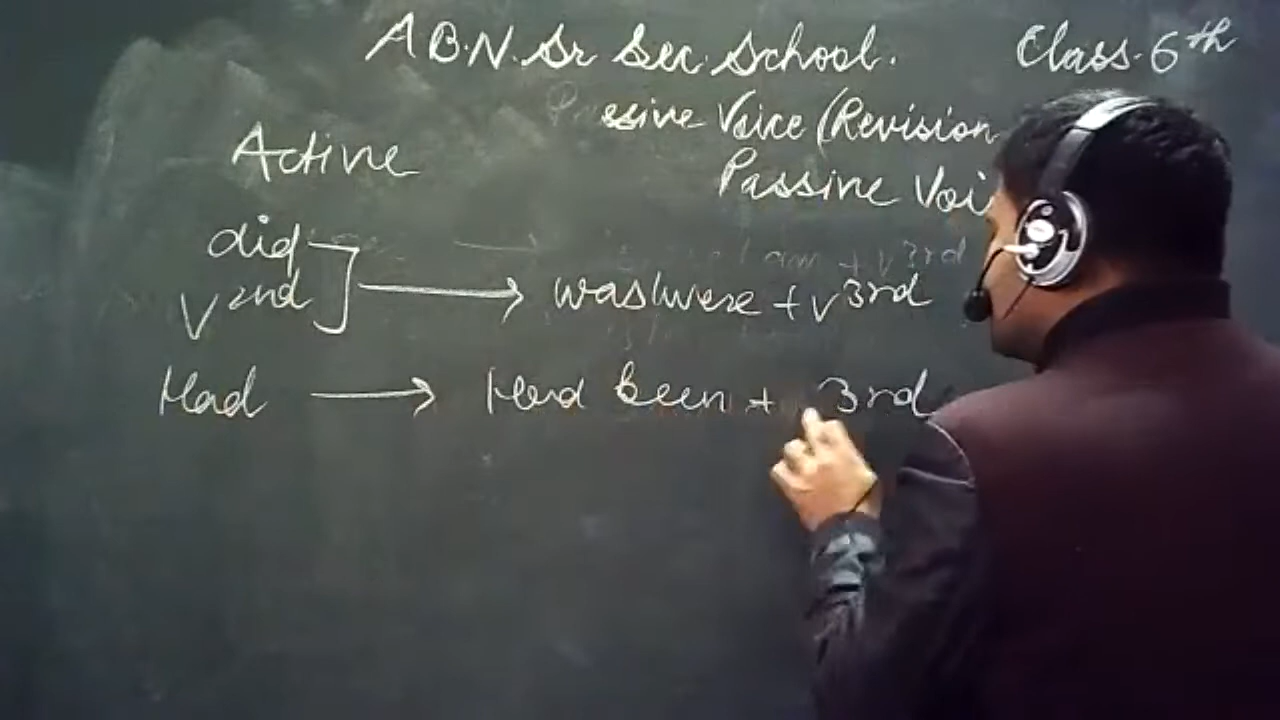 A B.N. Sr Sec. School. Class. 6th
ssive Voice (Revision
Active
Passive Voi
did
was/were + V3rd
V2nd
Had → Had been + 3rd